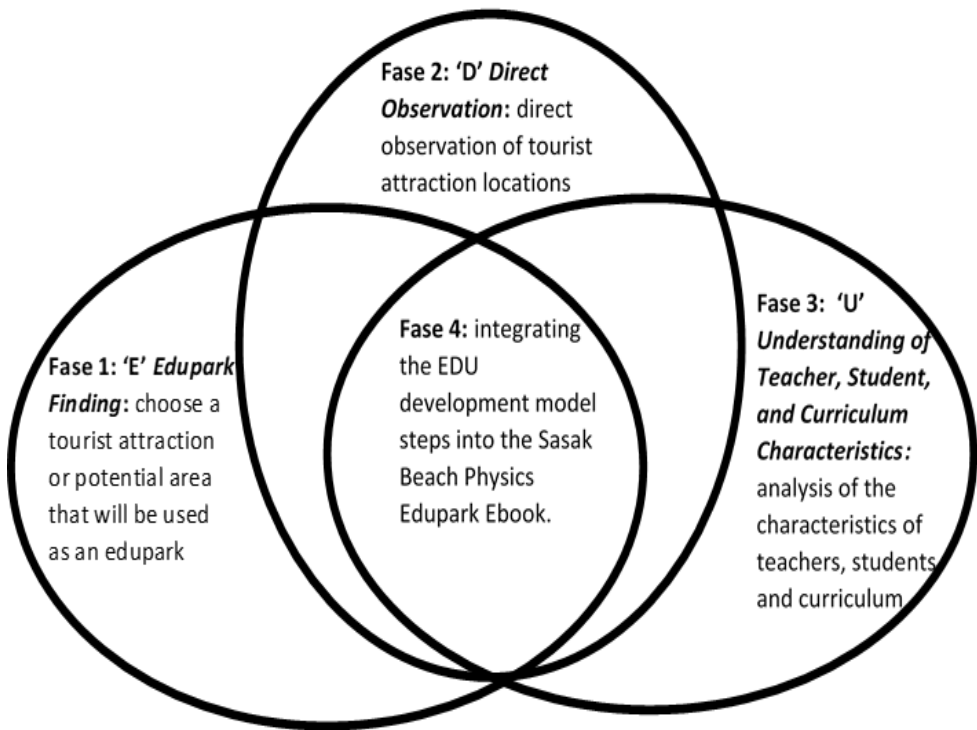 Fase 2: ‘D’ Direct
Observation: direct
observation of tourist
attraction locations
Fase 1: ‘E’ Edupark
Finding: choose a
tourist attraction
or potential area
that will be used
as an edupark
Fase 4: integrating
the EDU
development model
steps into the Sasak
Beach Physics
Edupark Ebook.
Fase 3: ‘U’
Understanding of
Teacher, Student,
and Curriculum
Characteristics:
analysis of the
characteristics of
teachers, students
and curriculum